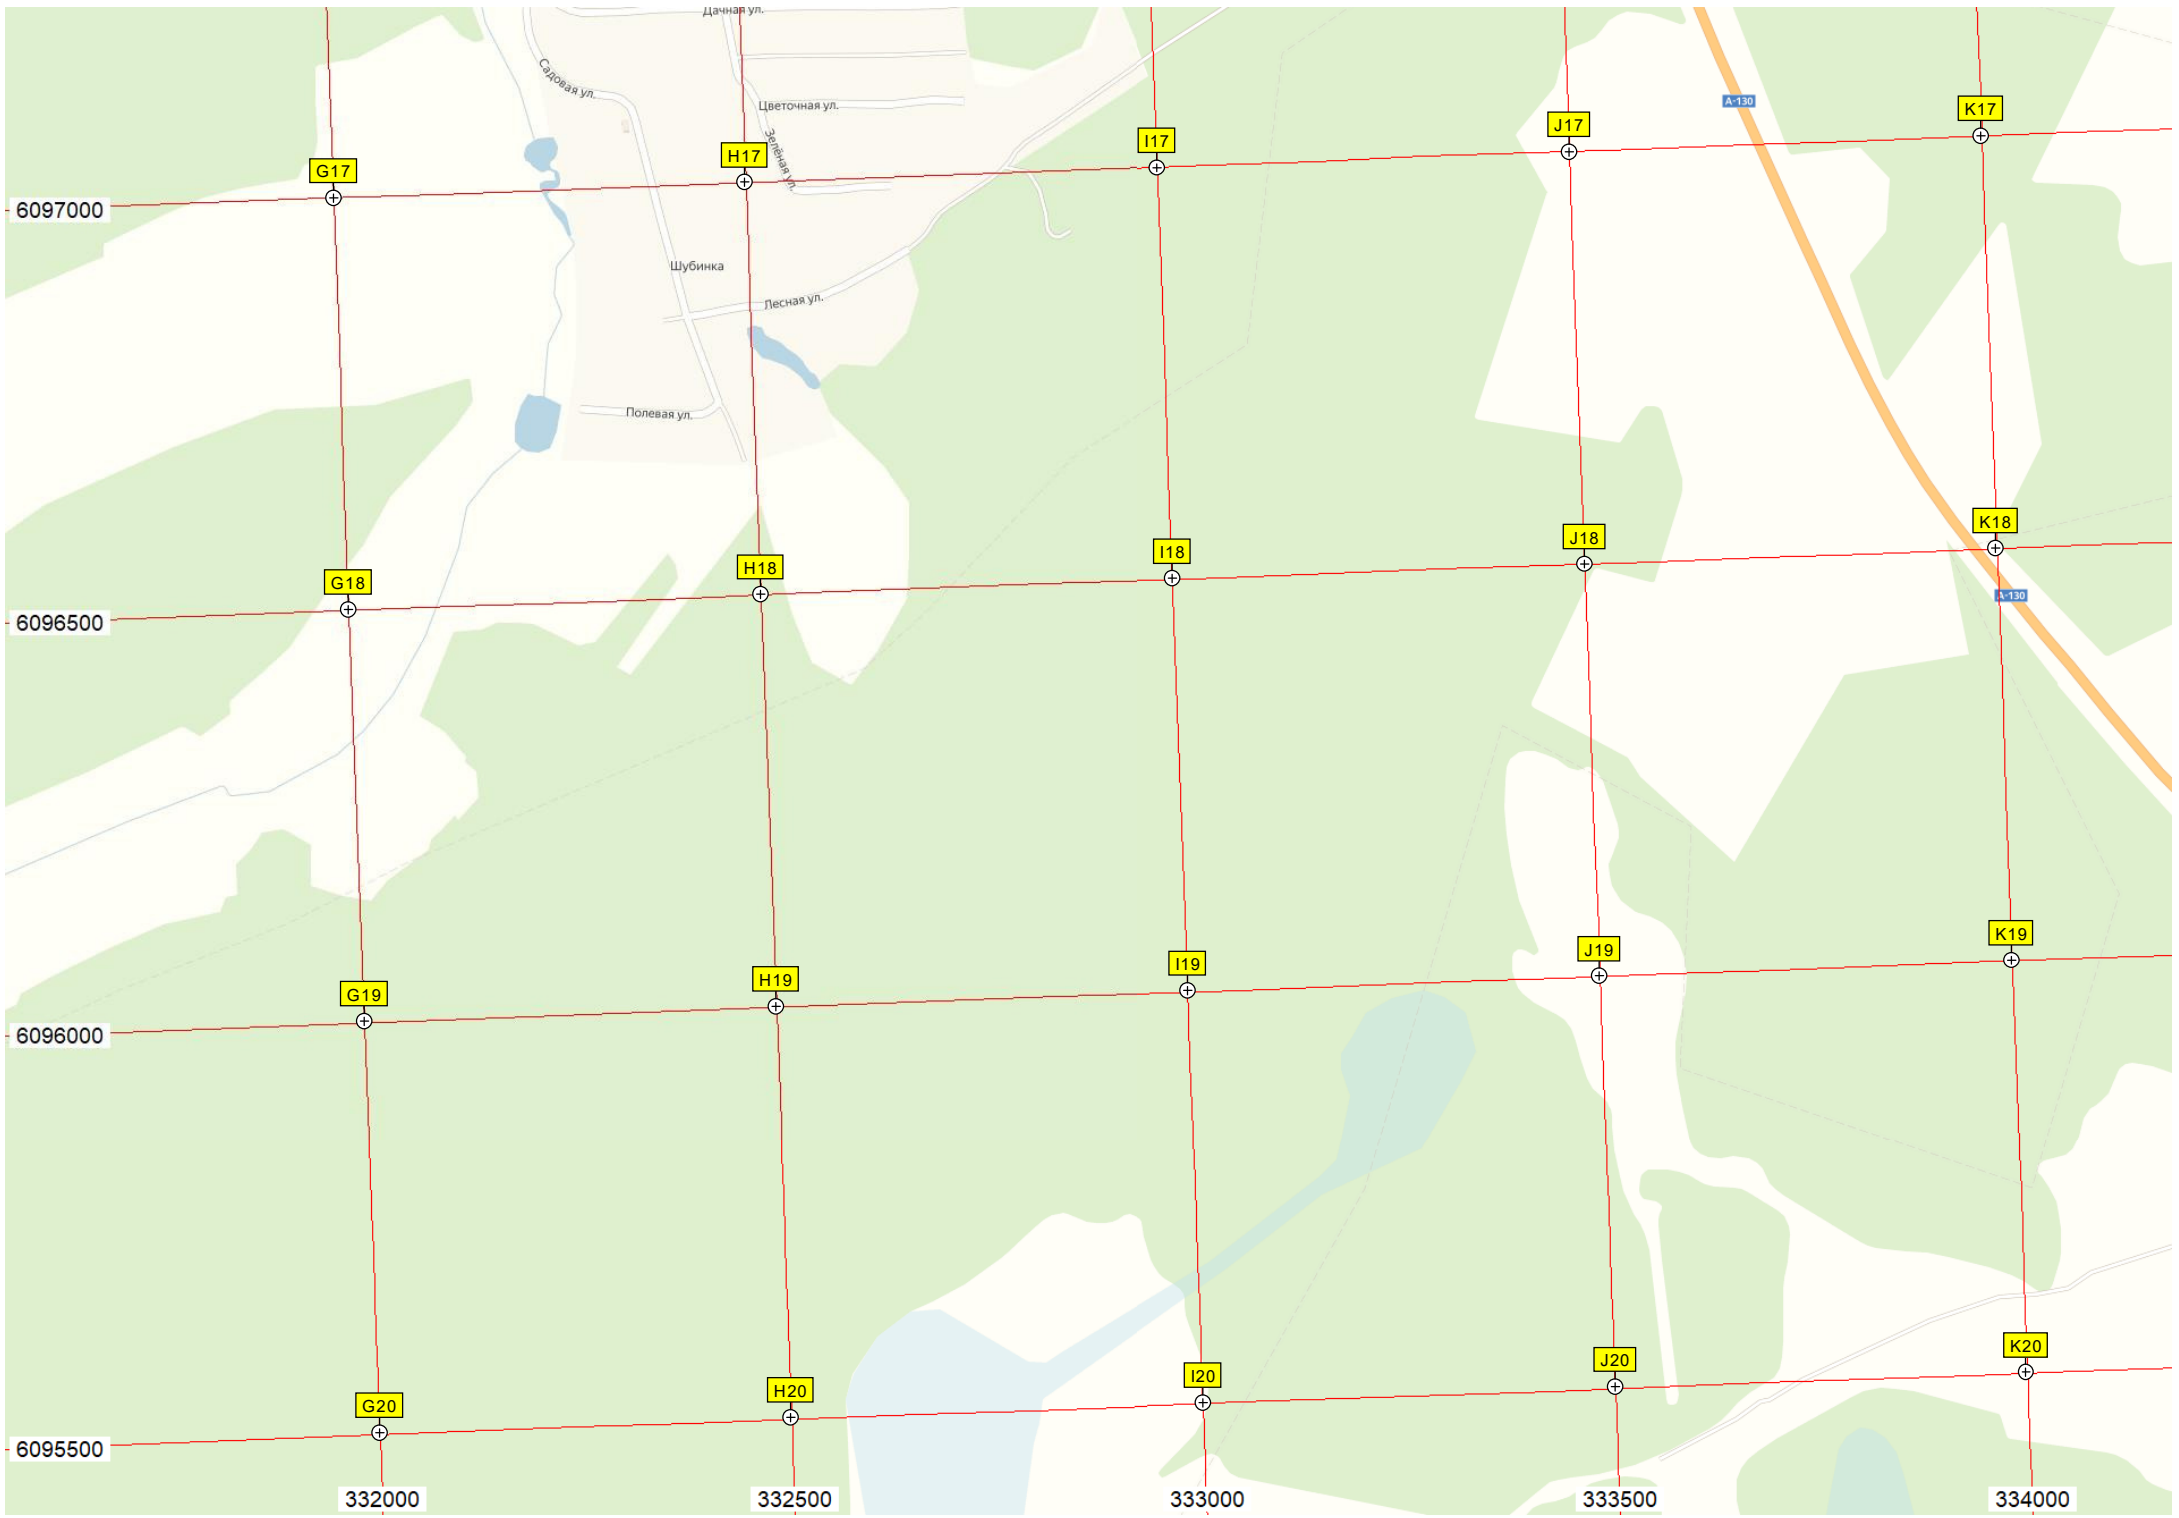 Дачная ул.
Садовая ул.
A-130
Цветочная ул.
K17
J17
I17
H17
Зелёная ул.
G17
6097000
Шубинка
Лесная ул.
Полевая ул.
K18
J18
I18
H18
G18
A-130
6096500
K19
J19
I19
H19
G19
6096000
K20
J20
I20
H20
G20
6095500
332000 332500 333000 333500 334000